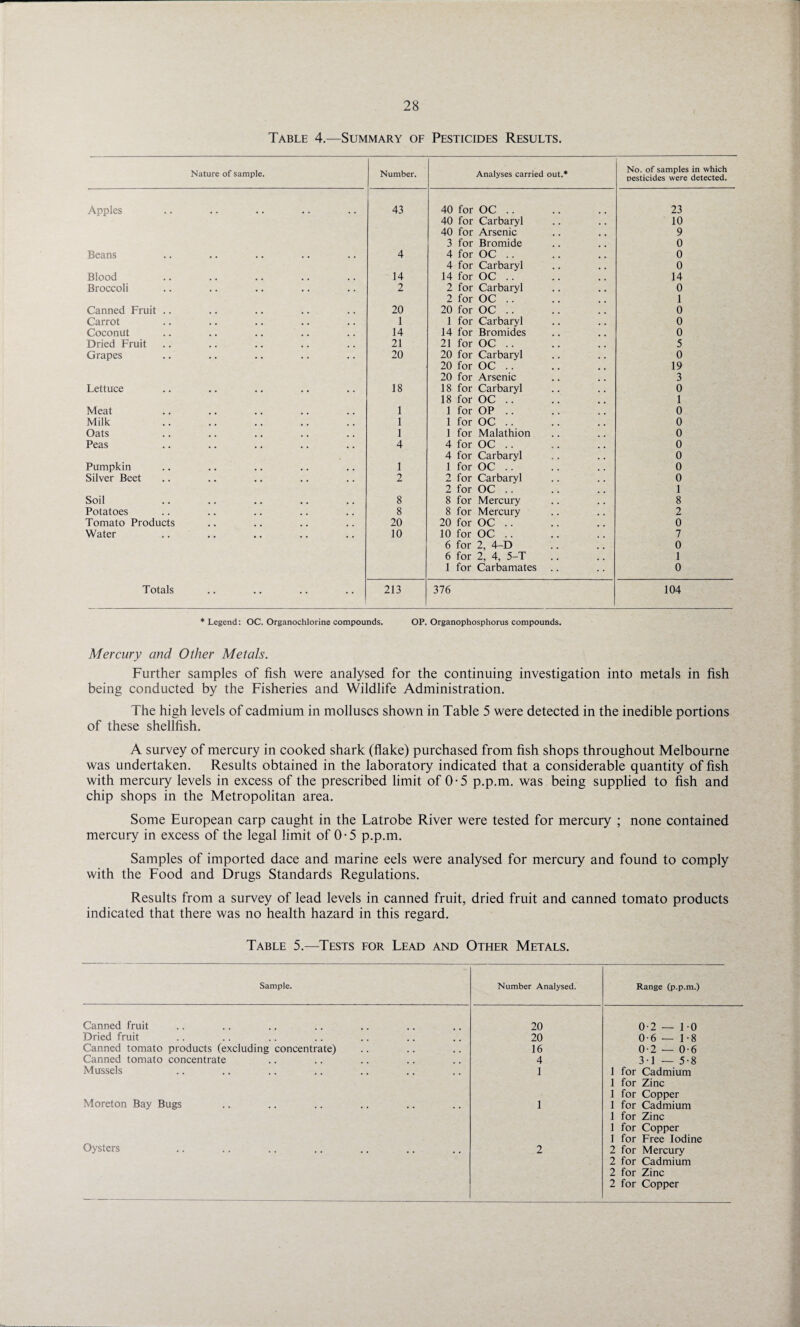 28
Table 4.—Summary of Pesticides Results.
Nature of sample. Number. Analyses carried out.* No. of samples in which pesticides were detected.
Apples .. .. .. .. .. 43 40 for OC .. .. .. 23
40 for Carbaryl .. .. 10
40 for Arsenic .. .. 9
3 for Bromide .. .. 0
Beans .. .. .. .. .. 4 4 for OC .. .. .. 0
4 for Carbaryl .. .. 0
Blood .. .. .. .. .. 14 14 for OC .. .. .. 14
Broccoli .. .. .. .. .. 2 2 for Carbaryl .. .. 0
2 for OC .. .. .. 1
Canned Fruit .. .. .. .. .. 20 20 for OC .. .. .. 0
Carrot .. .. .. .. .. 1 1 for Carbaryl .. .. 0
Coconut .. .. .. .. .. 14 14 for Bromides .. .. 0
Dried Fruit .. .. .. .. .. 21 21 for OC .. .. .. 5
Grapes .. .. .. .. .. 20 20 for Carbaryl .. .. 0
20 for OC .. .. .. 19
20 for Arsenic .. .. 3
Lettuce .. .. .. .. .. 18 18 for Carbaryl .. .. 0
18 for OC .. .. .. 1
Meat .. .. .. .. .. 1 1 for OP .. .. .. 0
Milk .. .. .. .. .. 1 1 for OC .. .. .. 0
Oats .. .. .. .. .. 1 1 for Malathion .. .. 0
Peas .. .. .. .. .. 4 4 for OC .. .. .. 0
4 for Carbaryl .. .. 0
Pumpkin .. .. .. .. .. 1 1 for OC .. .. .. 0
Silver Beet .. .. .. .. .. 2 2 for Carbaryl .. .. 0
2 for OC .. .. .. 1
Soil .. .. .. .. .. 8 8 for Mercury .. .. 8
Potatoes .. .. .. .. .. 8 8 for Mercury .. .. 2
Tomato Products .. .. .. .. 20 20 for OC .. .. .. 0
Water .. .. .. .. .. 10 10 for OC .. .. .. 7
6 for 2, 4-D .. .. 0
6 for 2, 4, 5-T .. .. 1
1 for Carbamates .. .. 0
Totals .. .. .. .. 213 376 104
* Legend: OC. Organochlorine compounds. OP. Organophosphorus compounds.
Mercury and Other Metals.
Further samples of fish were analysed for the continuing investigation into metals in fish
being conducted by the Fisheries and Wildlife Administration.
The high levels of cadmium in molluscs shown in Table 5 were detected in the inedible portions
of these shellfish.
A survey of mercury in cooked shark (flake) purchased from fish shops throughout Melbourne
was undertaken. Results obtained in the laboratory indicated that a considerable quantity of fish
with mercury levels in excess of the prescribed limit of 0·5 p.p.m. was being supplied to fish and
chip shops in the Metropolitan area.
Some European carp caught in the Latrobe River were tested for mercury ; none contained
mercury in excess of the legal limit of 0·5 p.p.m.
Samples of imported dace and marine eels were analysed for mercury and found to comply
with the Food and Drugs Standards Regulations.
Results from a survey of lead levels in canned fruit, dried fruit and canned tomato products
indicated that there was no health hazard in this regard.
Table 5.—Tests for Lead and Other Metals.
Sample. Number Analysed. Range (p.p.m.)
Canned fruit .. .. .. .. .. .. .. 20 0·2 — 1·0
Dried fruit .. .. .. .. .. .. .. 20 0·6 — 1·8
Canned tomato products (excluding concentrate) .. .. .. 16 0·2 — 0·6
Canned tomato concentrate .. .. .. .. .. 4 3·1 — 5·8
Mussels .. .. .. .. .. .. .. 1 1 for Cadmium
1 for Zinc
1 for Copper
Moreton Bay Bugs .. .. .. .. .. .. 1 1 for Cadmium
1 for Zinc
1 for Copper
1 for Free Iodine
Oysters .. .. .. .. .. .. .. 2 2 for Mercury
2 for Cadmium
2 for Zinc
2 for Copper